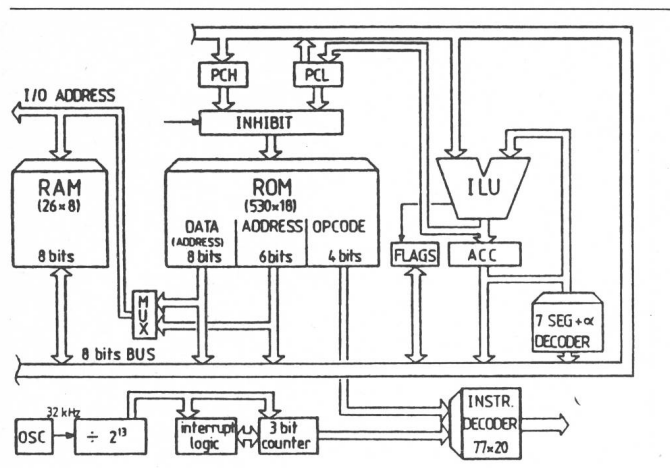 PCH
PCL
I/O ADDRESS
INHIBIT
RAM
(26×8)
8 bits
ROM
(530×18)
DATA
(ADDRESS)
8 bits
ADDRESS
6 bits
OPCODE
4 bits
ILU
FLAGS
ACC
MUX
7 SEG+α
DECODER
8 bits BUS
OSC
32 kHz
÷ 2¹³
interrupt
logic
3 bit
counter
INSTR.
DECODER
77×20